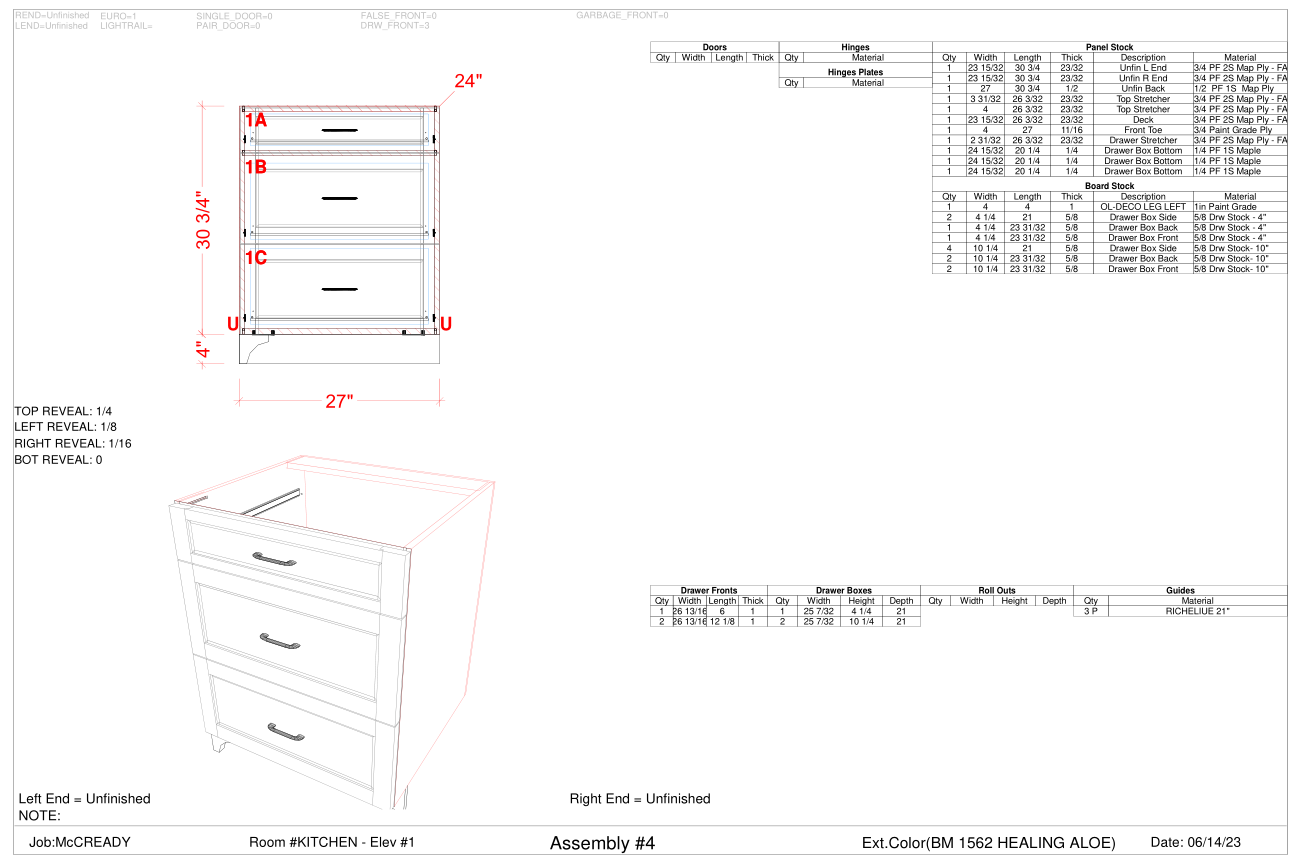 REND=Unfinished EURO=1 SINGLE_DOOR=0 FALSE_FRONT=0 GARBAGE_FRONT=0
LEND=Unfinished LIGHTRAIL= PAIR_DOOR=0 DRW_FRONT=3
24"
1A
1B
1C
30 3/4"
U U
4"
27"
TOP REVEAL: 1/4
LEFT REVEAL: 1/8
RIGHT REVEAL: 1/16
BOT REVEAL: 0
Doors
Qty Width Length Thick
Hinges
Qty Material
Hinges Plates
Qty Material
Panel Stock
Qty Width Length Thick Description Material
1 23 15/32 30 3/4 23/32 Unfin L End 3/4 PF 2S Map Ply - FA
1 23 15/32 30 3/4 23/32 Unfin R End 3/4 PF 2S Map Ply - FA
1 27 30 3/4 1/2 Unfin Back 1/2 PF 1S Map Ply
1 3 31/32 26 3/32 23/32 Top Stretcher 3/4 PF 2S Map Ply - FA
1 4 26 3/32 23/32 Top Stretcher 3/4 PF 2S Map Ply - FA
1 23 15/32 26 3/32 23/32 Deck 3/4 PF 2S Map Ply - FA
1 4 27 11/16 Front Toe 3/4 Paint Grade Ply
1 2 31/32 26 3/32 23/32 Drawer Stretcher 3/4 PF 2S Map Ply - FA
1 24 15/32 20 1/4 1/4 Drawer Box Bottom 1/4 PF 1S Maple
1 24 15/32 20 1/4 1/4 Drawer Box Bottom 1/4 PF 1S Maple
1 24 15/32 20 1/4 1/4 Drawer Box Bottom 1/4 PF 1S Maple
Board Stock
Qty Width Length Thick Description Material
1 4 4 1 OL-DECO LEG LEFT 1in Paint Grade
2 4 1/4 21 5/8 Drawer Box Side 5/8 Drw Stock - 4"
1 4 1/4 23 31/32 5/8 Drawer Box Back 5/8 Drw Stock - 4"
1 4 1/4 23 31/32 5/8 Drawer Box Front 5/8 Drw Stock - 4"
4 10 1/4 21 5/8 Drawer Box Side 5/8 Drw Stock- 10"
2 10 1/4 23 31/32 5/8 Drawer Box Back 5/8 Drw Stock- 10"
2 10 1/4 23 31/32 5/8 Drawer Box Front 5/8 Drw Stock- 10"
Drawer Fronts Drawer Boxes Roll Outs Guides
Qty Width Length Thick Qty Width Height Depth Qty Width Height Depth Qty Material
1 26 13/16 6 1 1 25 7/32 4 1/4 21 3 P RICHELIUE 21"
2 26 13/16 12 1/8 1 2 25 7/32 10 1/4 21
Left End = Unfinished Right End = Unfinished
NOTE:
Job:McCREADY Room #KITCHEN - Elev #1 Assembly #4 Ext.Color(BM 1562 HEALING ALOE) Date: 06/14/23